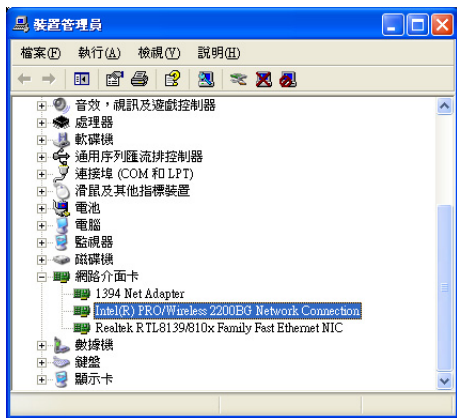 裝置管理員
檔案(F) 執行(A) 檢視(V) 說明(H)
音效，視訊及遊戲控制器
處理器
軟碟機
通用序列匯流排控制器
連接埠 (COM 和 LPT)
滑鼠及其他指標裝置
電池
電腦
監視器
磁碟機
網路介面卡
1394 Net Adapter
Intel(R) PRO/Wireless 2200BG Network Connection
Realtek RTL8139/810x Family Fast Ethernet NIC
數據機
鍵盤
顯示卡